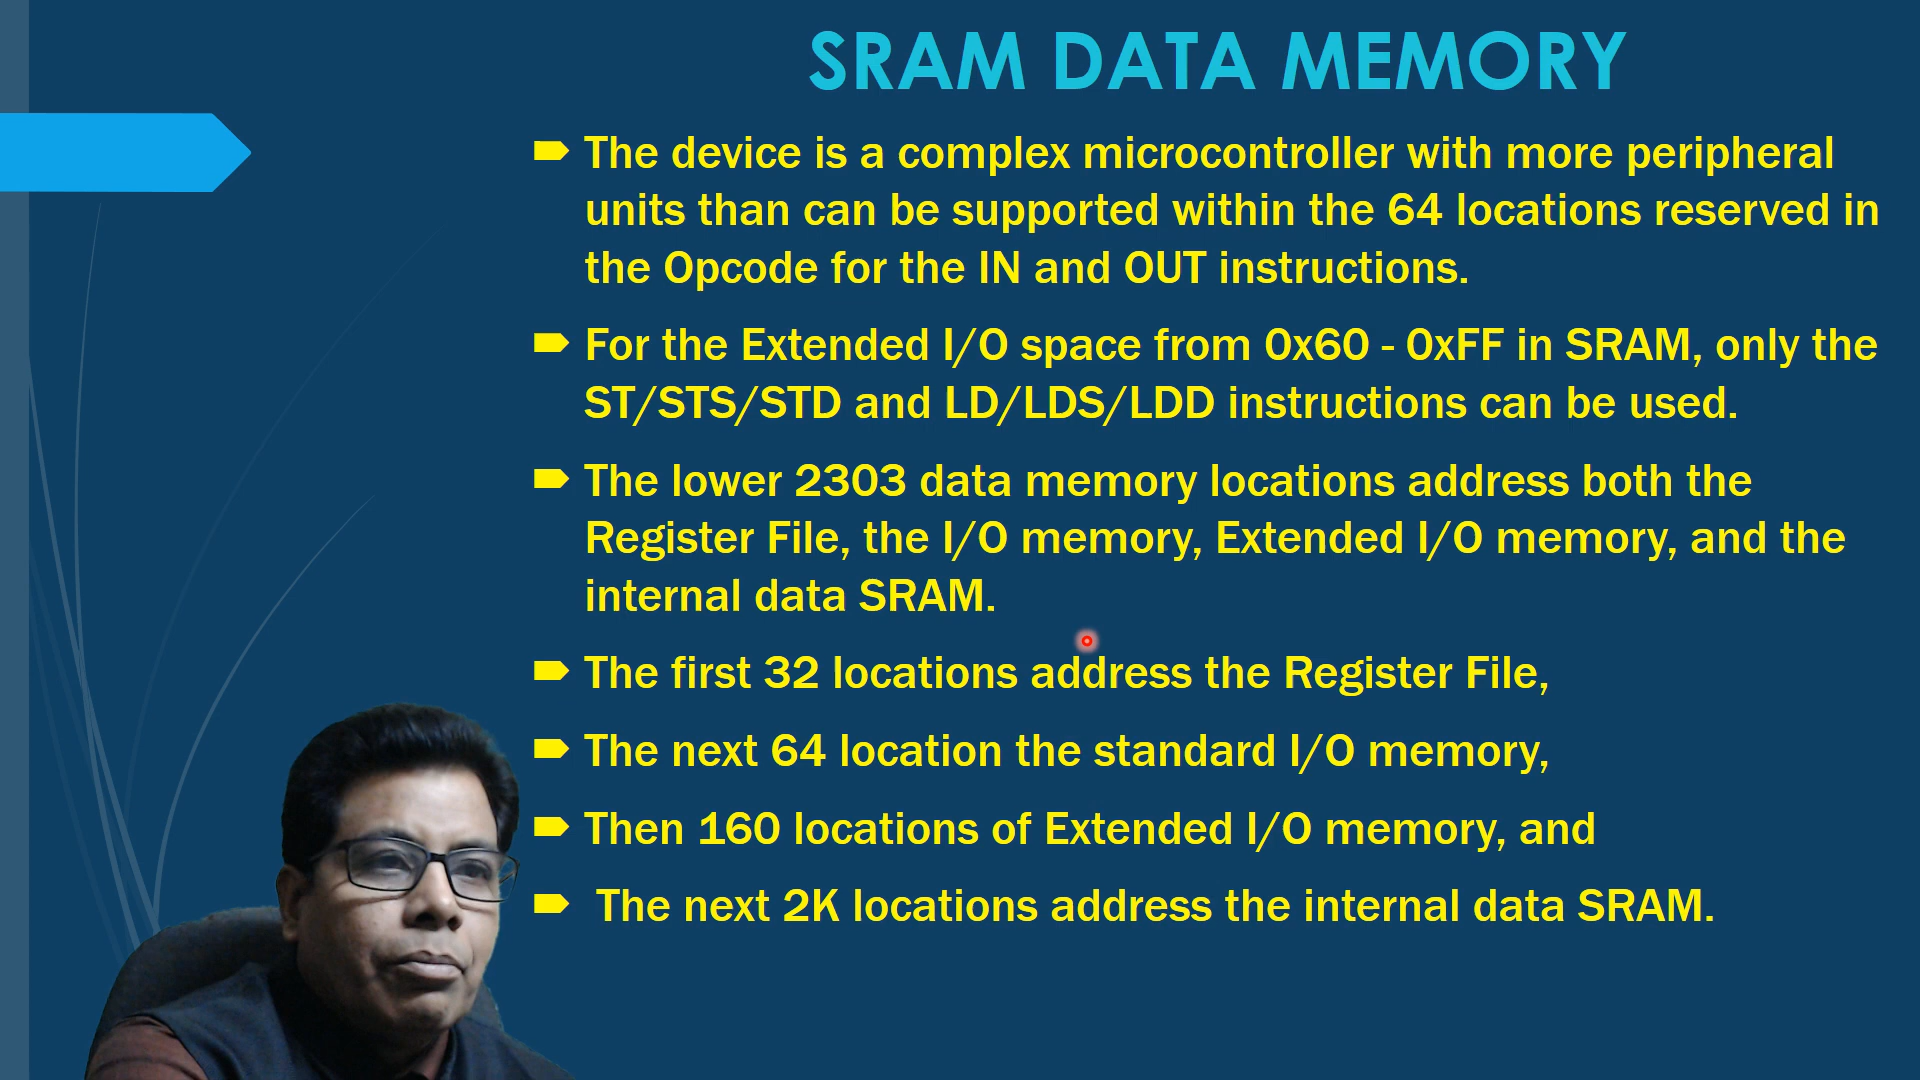 SRAM DATA MEMORY
The device is a complex microcontroller with more peripheral
units than can be supported within the 64 locations reserved in
the Opcode for the IN and OUT instructions.
For the Extended I/O space from 0x60 - 0xFF in SRAM, only the
ST/STS/STD and LD/LDS/LDD instructions can be used.
The lower 2303 data memory locations address both the
Register File, the I/O memory, Extended I/O memory, and the
internal data SRAM.
The first 32 locations address the Register File,
The next 64 location the standard I/O memory,
Then 160 locations of Extended I/O memory, and
The next 2K locations address the internal data SRAM.